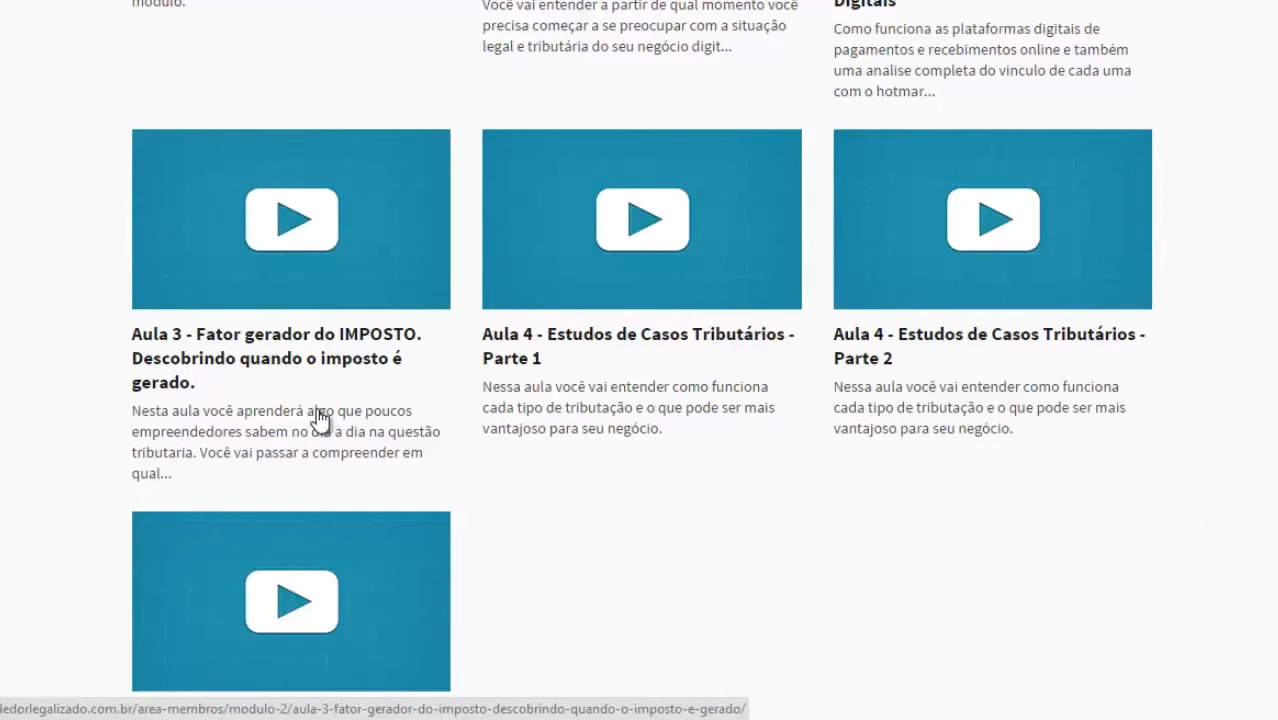 modulo.
Você vai entender a partir de qual momento você
precisa começar a se preocupar com a situação
legal e tributária do seu negócio digit...
Digitais
Como funciona as plataformas digitais de
pagamentos e recebimentos online e também
uma analise completa do vinculo de cada uma
com o hotmar...
Aula 3 - Fator gerador do IMPOSTO.
Descobrindo quando o imposto é
gerado.
Nesta aula você aprenderá algo que poucos
empreendedores sabem no dia a dia na questão
tributaria. Você vai passar a compreender em
qual...
Aula 4 - Estudos de Casos Tributários -
Parte 1
Nessa aula você vai entender como funciona
cada tipo de tributação e o que pode ser mais
vantajoso para seu negócio.
Aula 4 - Estudos de Casos Tributários -
Parte 2
Nessa aula você vai entender como funciona
cada tipo de tributação e o que pode ser mais
vantajoso para seu negócio.
dedorlegalizado.com.br/area-membros/modulo-2/aula-3-fator-gerador-do-imposto-descobrindo-quando-o-imposto-e-gerado/